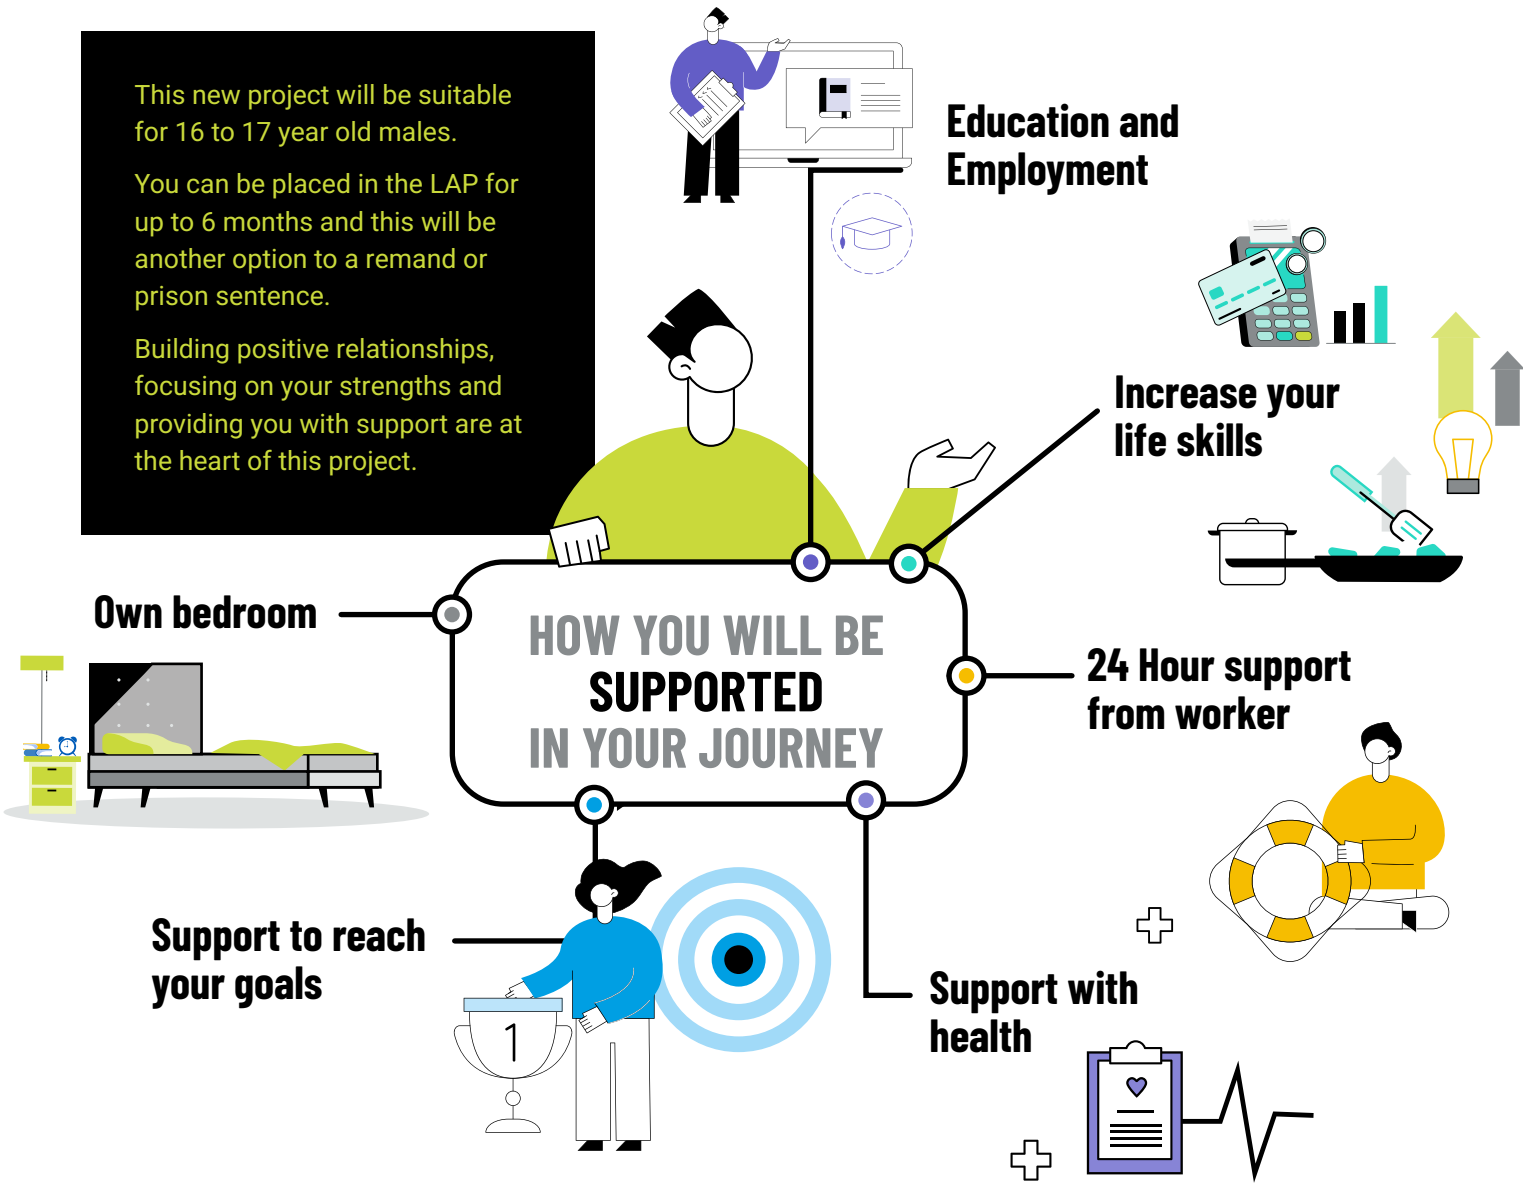 This new project will be suitable
for 16 to 17 year old males.
You can be placed in the LAP for
up to 6 months and this will be
another option to a remand or
prison sentence.
Building positive relationships,
focusing on your strengths and
providing you with support are at
the heart of this project.
Education and
Employment
Increase your
life skills
Own bedroom
HOW YOU WILL BE
SUPPORTED
IN YOUR JOURNEY
24 Hour support
from worker
Support to reach
your goals
1
Support with
health